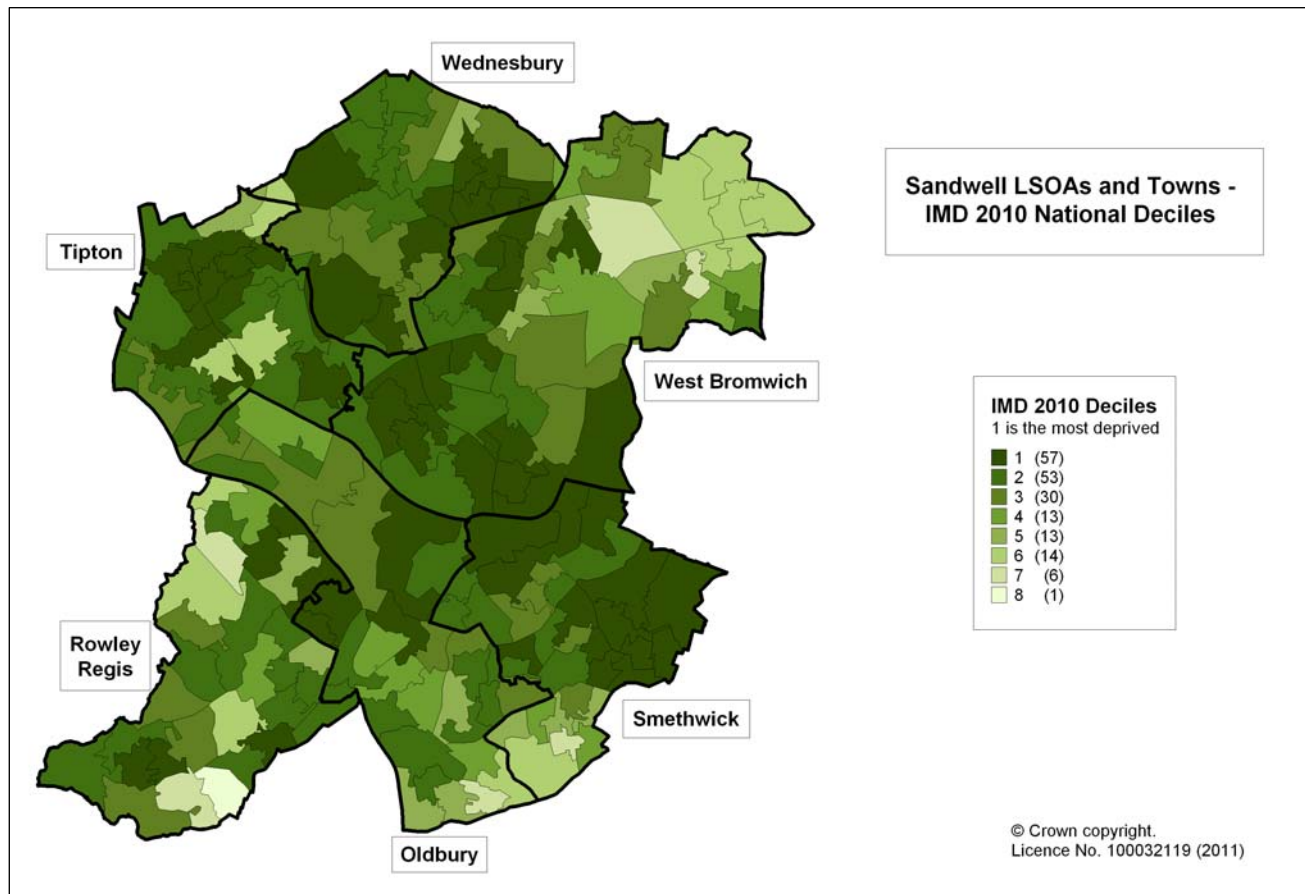 Wednesbury
Sandwell LSOAs and Towns -
IMD 2010 National Deciles
Tipton
West Bromwich
IMD 2010 Deciles
1 is the most deprived
1 (57)
2 (53)
3 (30)
4 (13)
5 (13)
6 (14)
7 (6)
8 (1)
Rowley
Regis
Smethwick
Oldbury
© Crown copyright.
Licence No. 100032119 (2011)